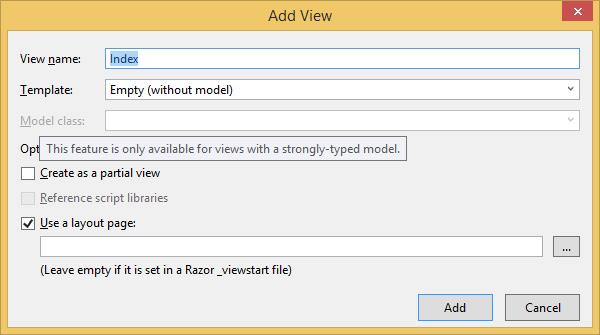 Add View
View name:
Index
Template:
Empty (without model)
Model class:
Opt
This feature is only available for views with a strongly-typed model.
Create as a partial view
Reference script libraries
Use a layout page:
...
(Leave empty if it is set in a Razor _viewstart file)
Add
Cancel